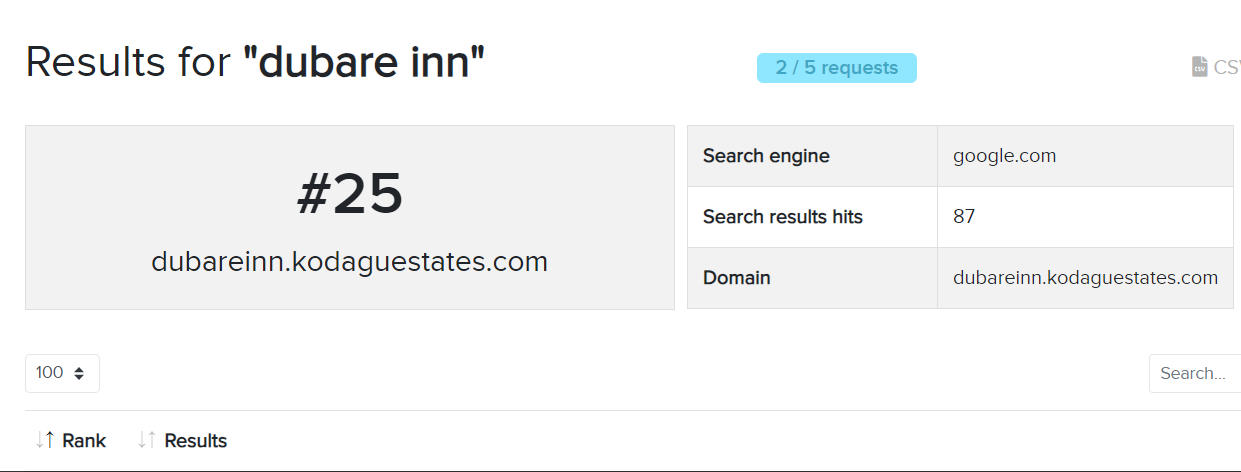 Results for "dubare inn"
2 / 5 requests
CSV
#25
dubareinn.kodaguestates.com
Search engine google.com
Search results hits 87
Domain dubareinn.kodaguestates.com
100
Search...
Rank Results